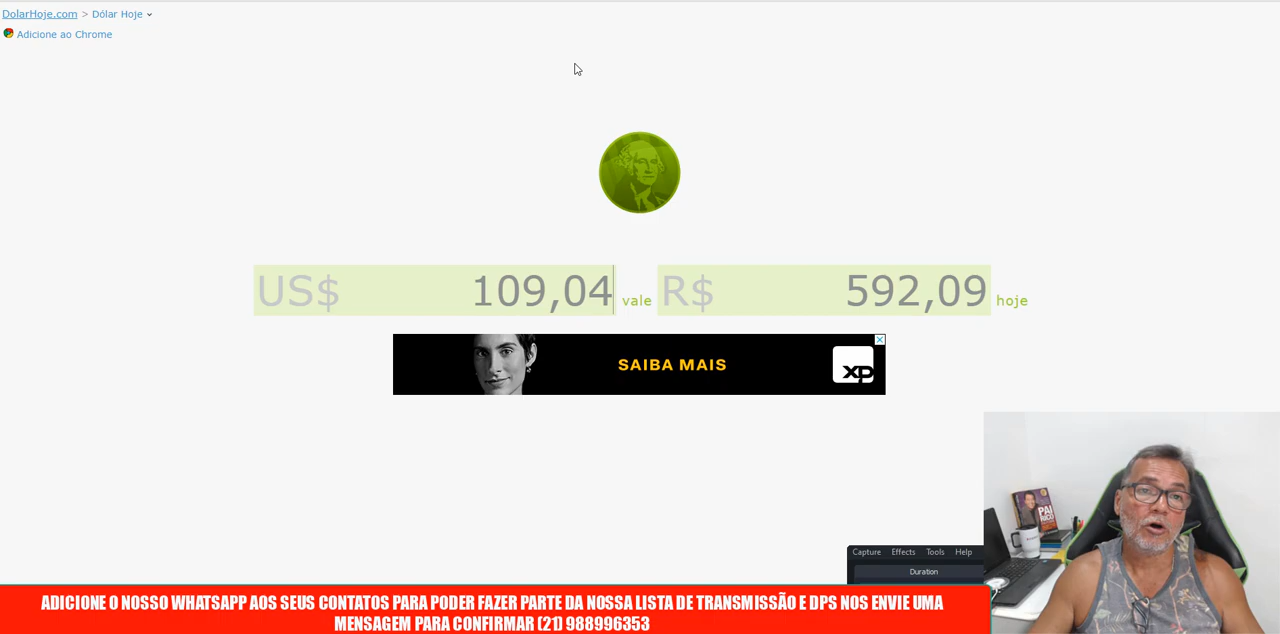 DolarHoje.com > Dólar Hoje
Adicione ao Chrome
US$ 109,04 vale R$ 592,09 hoje
SAIBA MAIS
xp
PAI
RICO
Capture Effects Tools Help
Duration
ADICIONE O NOSSO WHATSAPP AOS SEUS CONTATOS PARA PODER FAZER PARTE DA NOSSA LISTA DE TRANSMISSÃO E DPS NOS ENVIE UMA
MENSAGEM PARA CONFIRMAR (21) 988996353